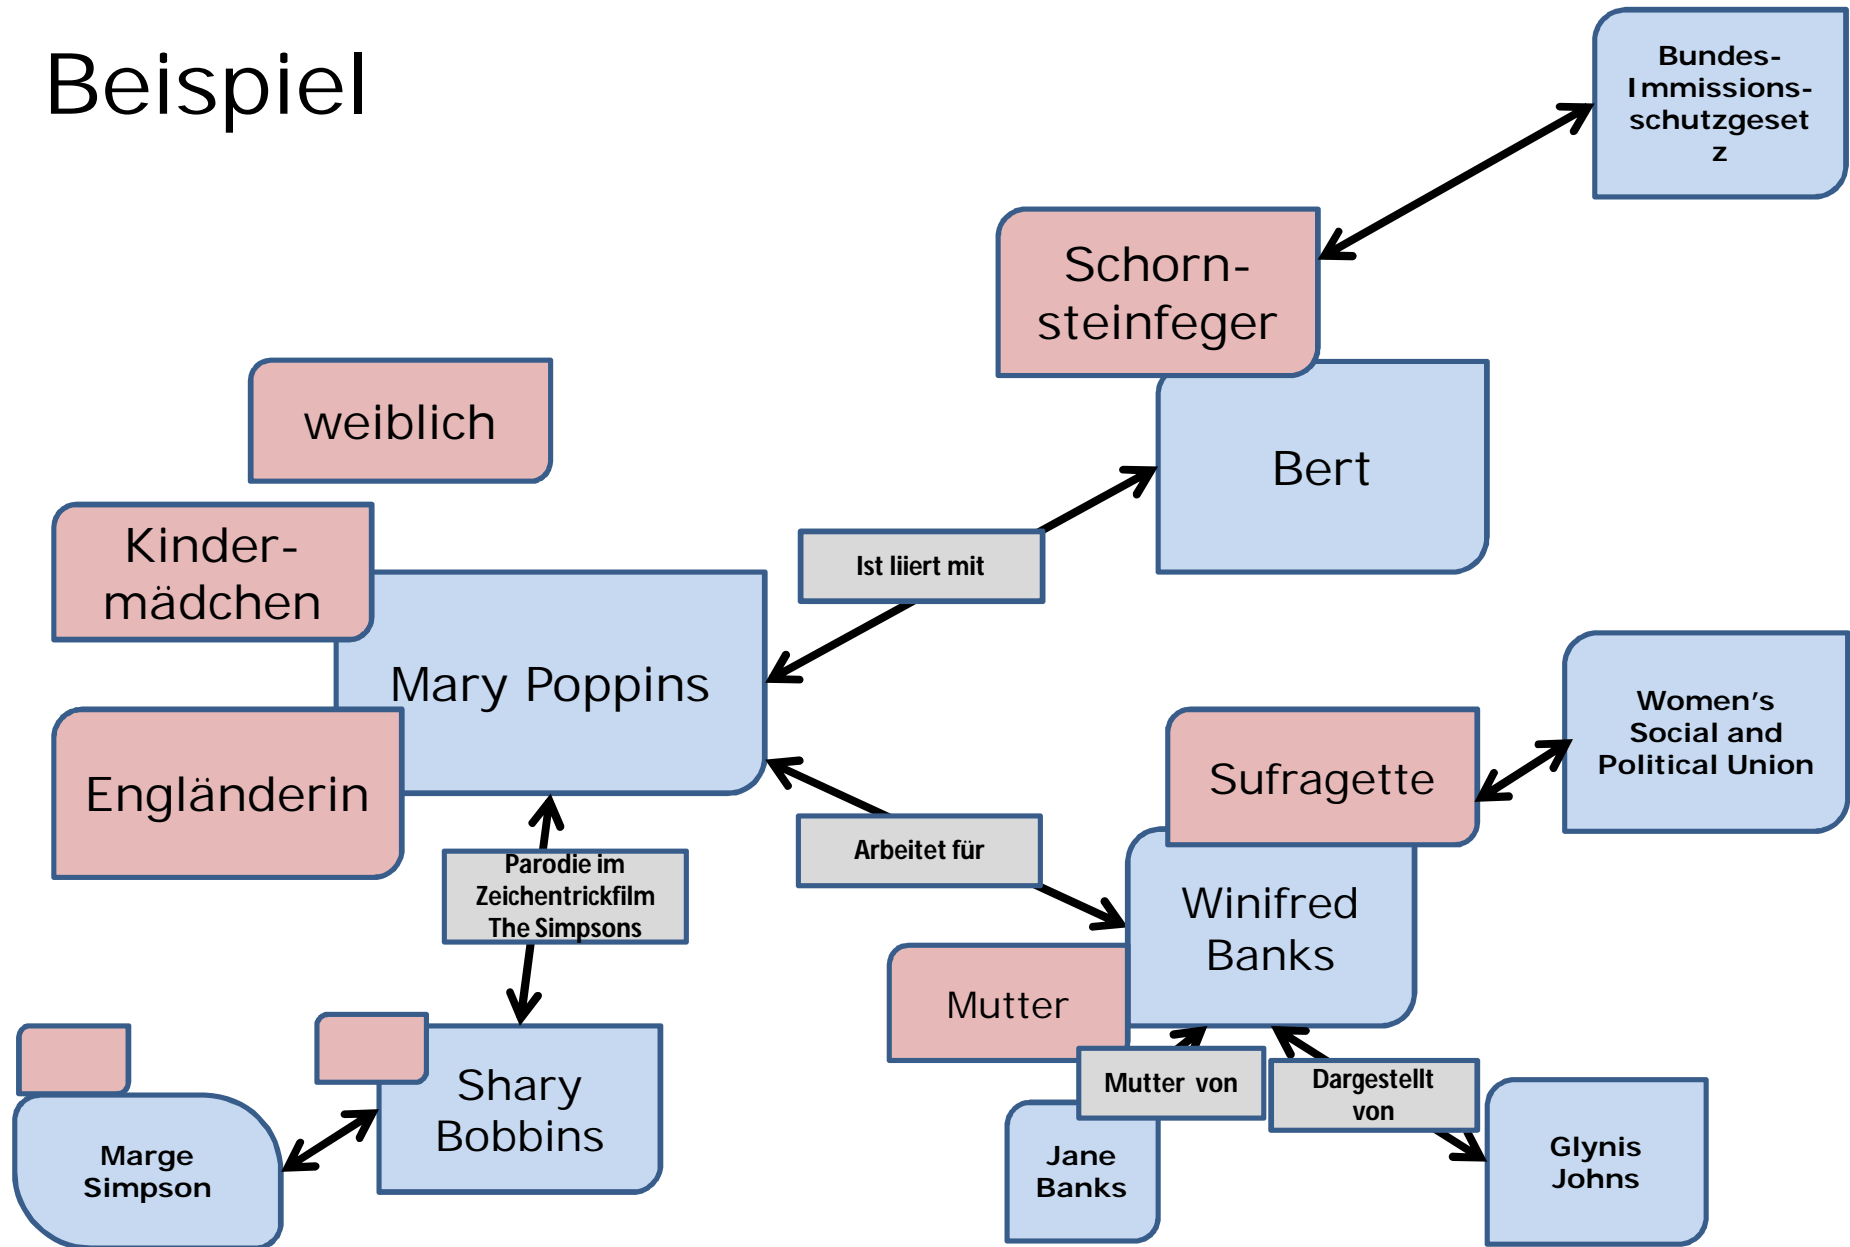 Beispiel
Bundes-
Immissions-
schutzgeset
z
Schorn-
steinfeger
weiblich
Bert
Kinder-
mädchen
Ist liiert mit
Mary Poppins
Women's
Social and
Political Union
Engländerin
Sufragette
Arbeitet für
Parodie im
Zeichentrickfilm
The Simpsons
Winifred
Banks
Mutter
Mutter von
Dargestellt
von
Shary
Bobbins
Marge
Simpson
Jane
Banks
Glynis
Johns